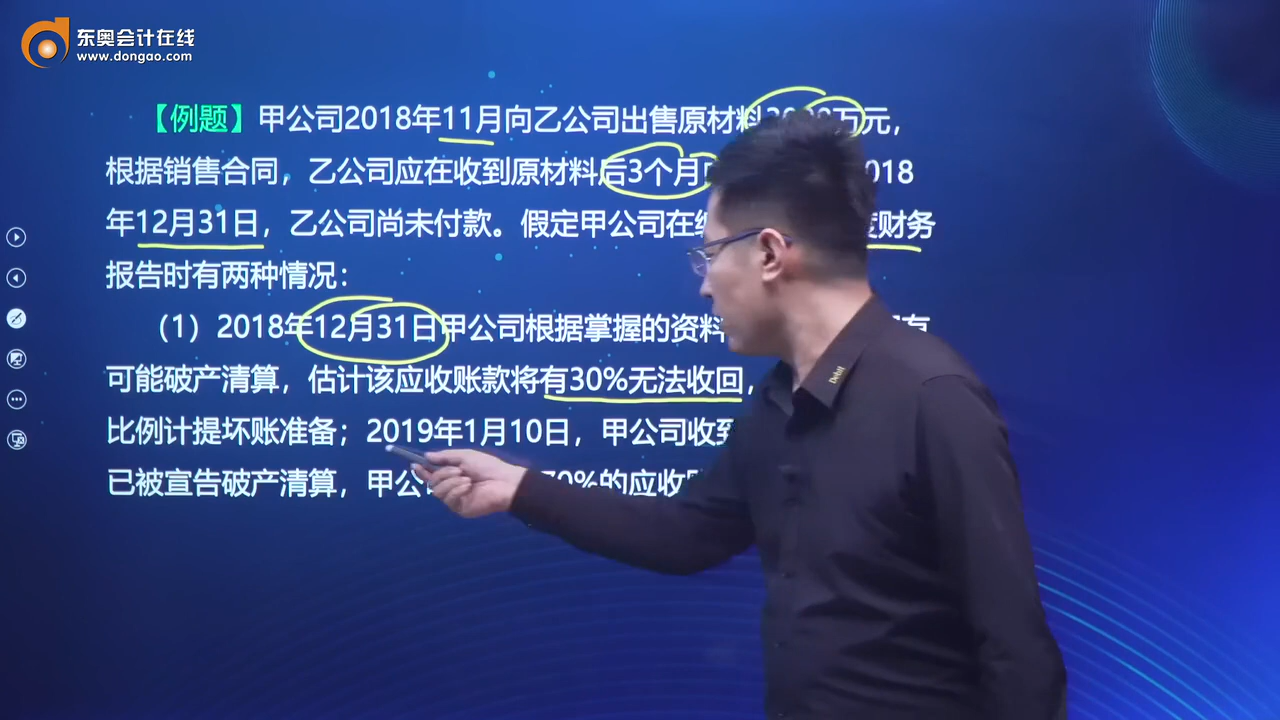 东奥会计在线
www.dongao.com
【例题】甲公司2018年11月向乙公司出售原材料 万元，
根据销售合同，乙公司应在收到原材料后3个月 018
年12月31日，乙公司尚未付款。假定甲公司在 财务
报告时有两种情况：
（1）2018年12月31日甲公司根据掌握的资料
可能破产清算，估计该应收账款将有30%无法收回，
比例计提坏账准备；2019年1月10日，甲公司收到
已被宣告破产清算，甲公 70%的应收
Debit